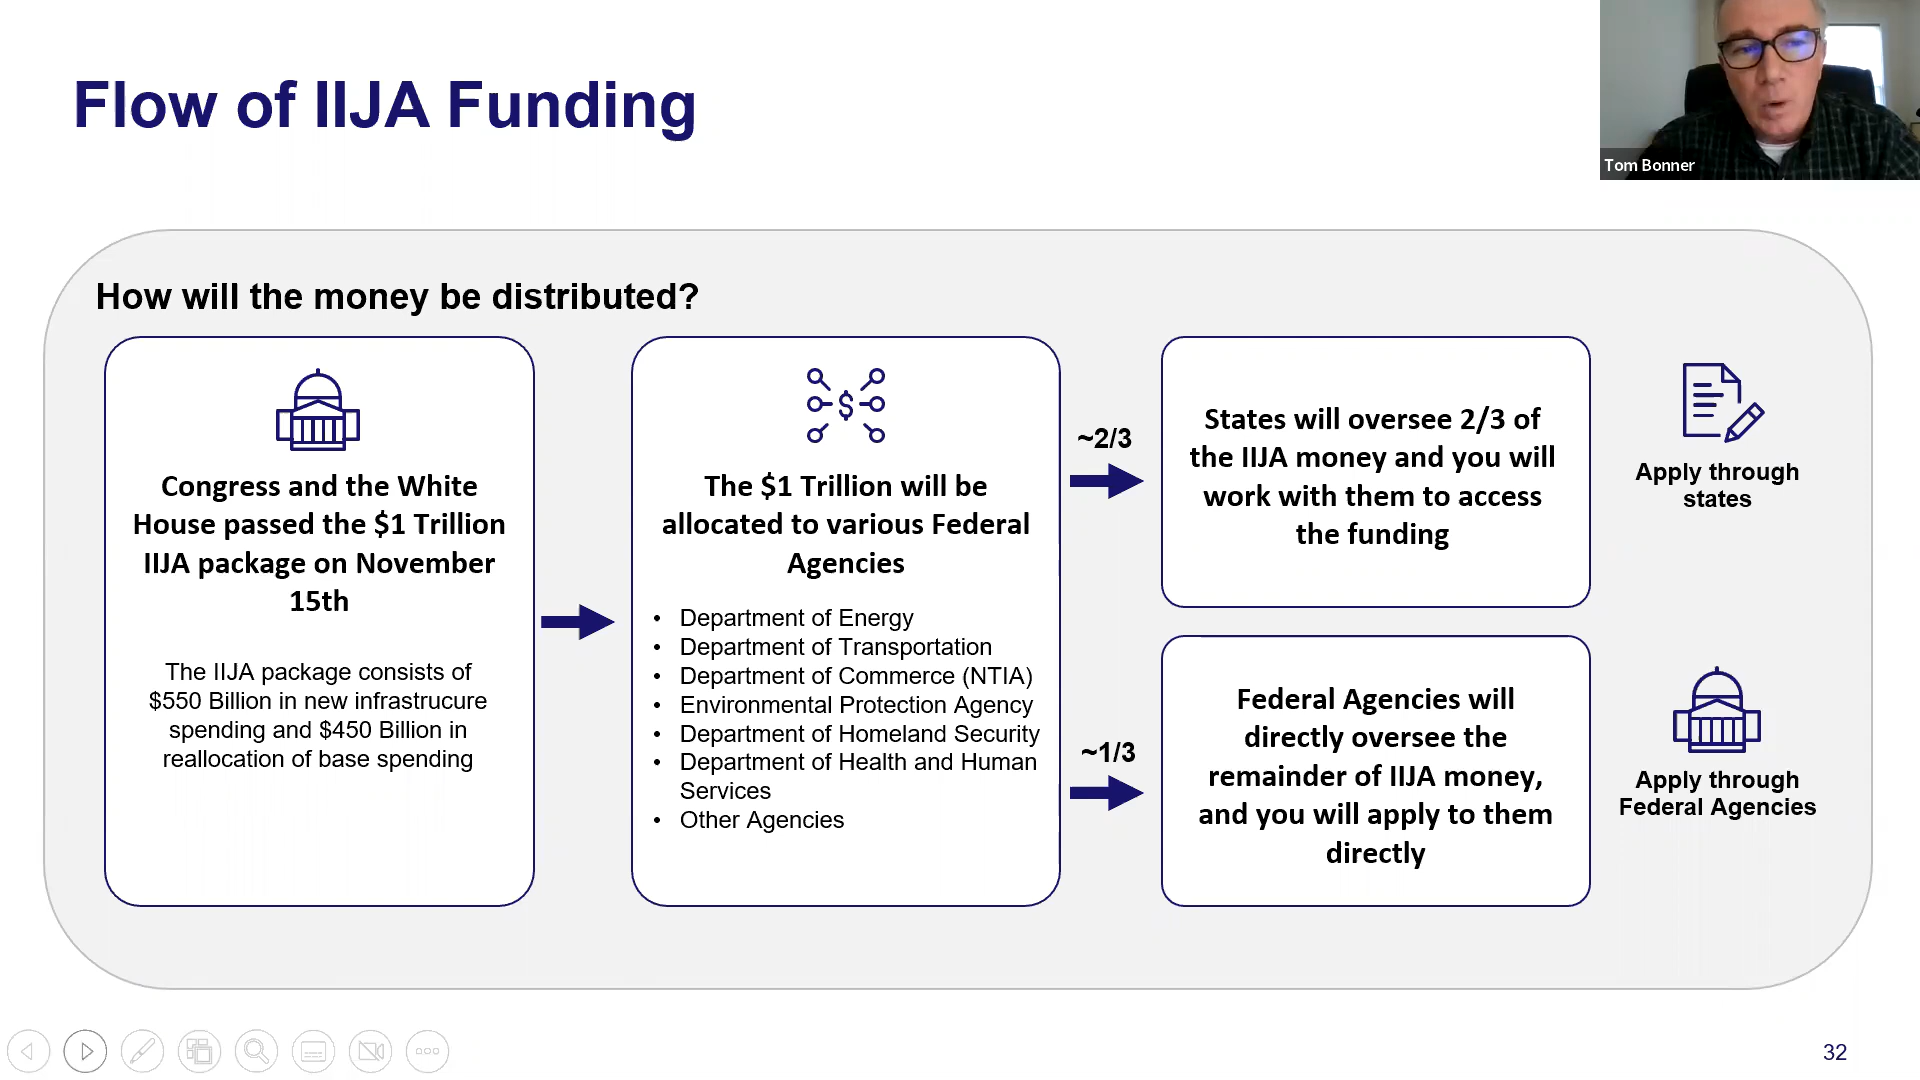 Flow of IIJA Funding
Tom Bonner
How will the money be distributed?
Congress and the White
House passed the $1 Trillion
IIJA package on November
15th
The IIJA package consists of
$550 Billion in new infrastrucure
spending and $450 Billion in
reallocation of base spending
$
The $1 Trillion will be
allocated to various Federal
Agencies
• Department of Energy
• Department of Transportation
• Department of Commerce (NTIA)
• Environmental Protection Agency
• Department of Homeland Security
• Department of Health and Human
Services
• Other Agencies
~2/3
States will oversee 2/3 of
the IIJA money and you will
work with them to access
the funding
Apply through
states
~1/3
Federal Agencies will
directly oversee the
remainder of IIJA money,
and you will apply to them
directly
Apply through
Federal Agencies
32